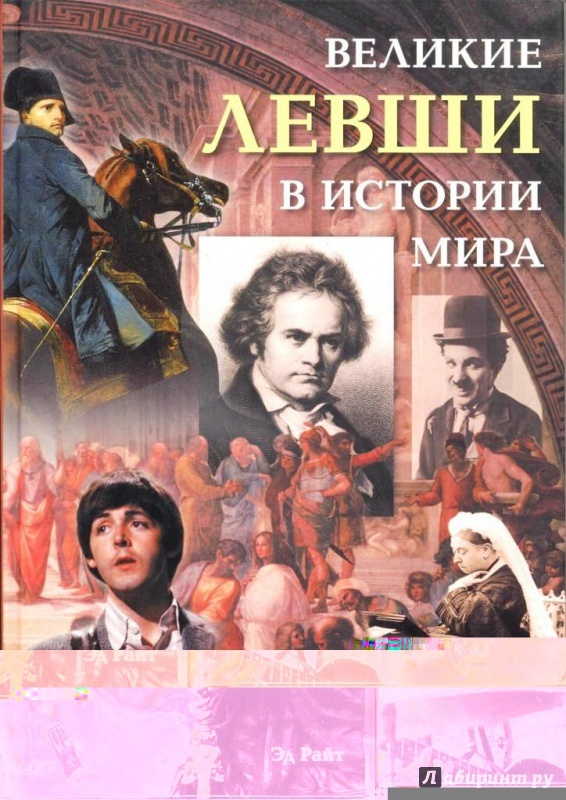 ВЕЛИКИЕ
ЛЕВШИ
В ИСТОРИИ
МИРА
Эд Райт
Эд Райт
Лабиринт.ру